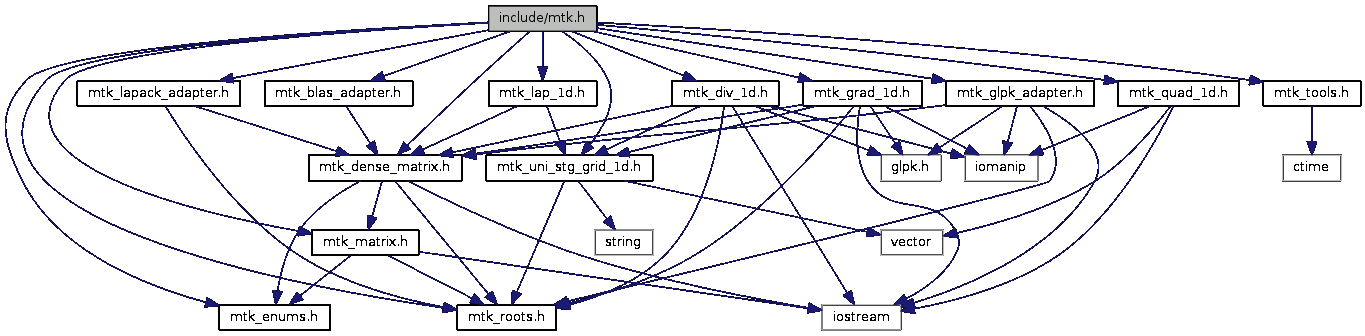 include/mtk.h
mtk_lapack_adapter.h
mtk_blas_adapter.h
mtk_lap_1d.h
mtk_div_1d.h
mtk_grad_1d.h
mtk_glpk_adapter.h
mtk_quad_1d.h
mtk_tools.h
mtk_dense_matrix.h
mtk_uni_stg_grid_1d.h
glpk.h
iomanip
ctime
mtk_matrix.h
string
vector
mtk_enums.h
mtk_roots.h
iostream